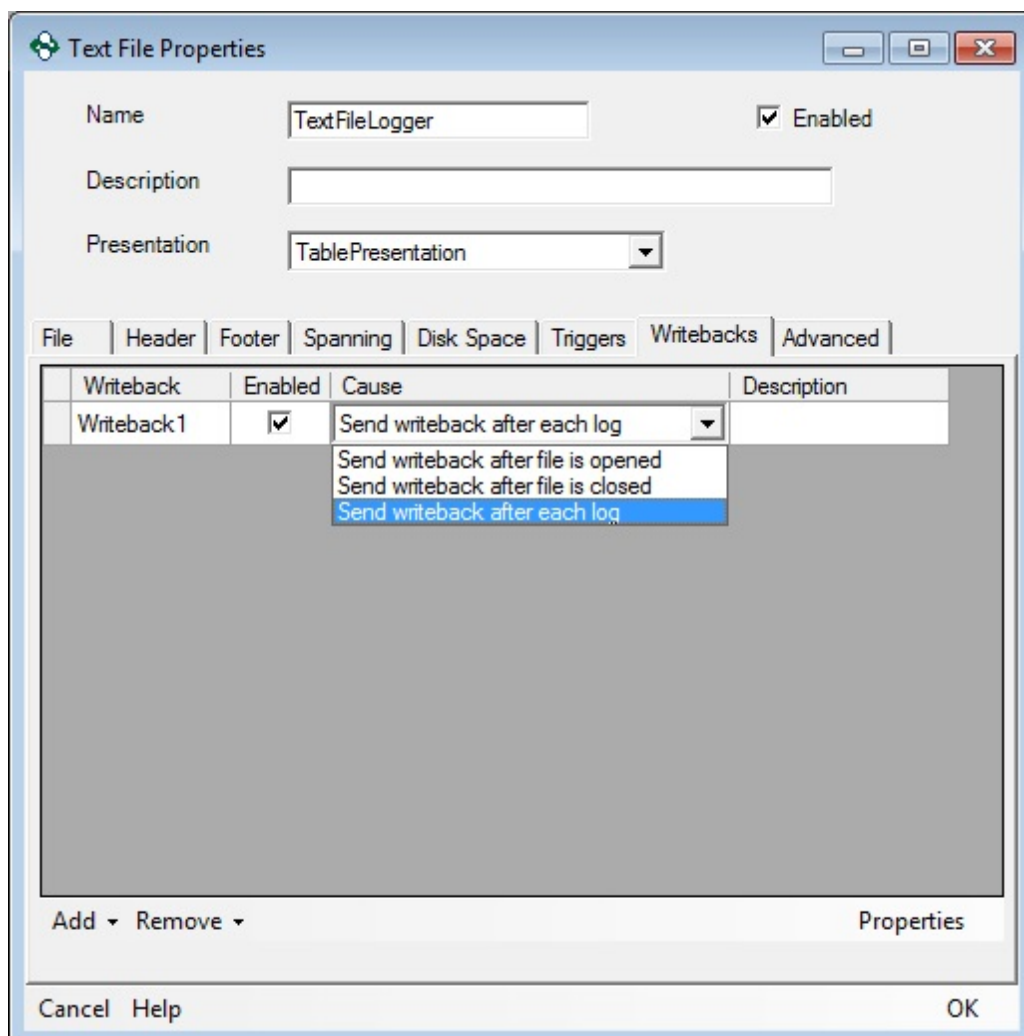 Text File Properties
Name TextFileLogger Enabled
Description
Presentation TablePresentation
File Header Footer Spanning Disk Space Triggers Writebacks Advanced
Writeback Enabled Cause Description
Writeback1 Send writeback after each log
Send writeback after file is opened
Send writeback after file is closed
Send writeback after each log
Add Remove Properties
Cancel Help OK